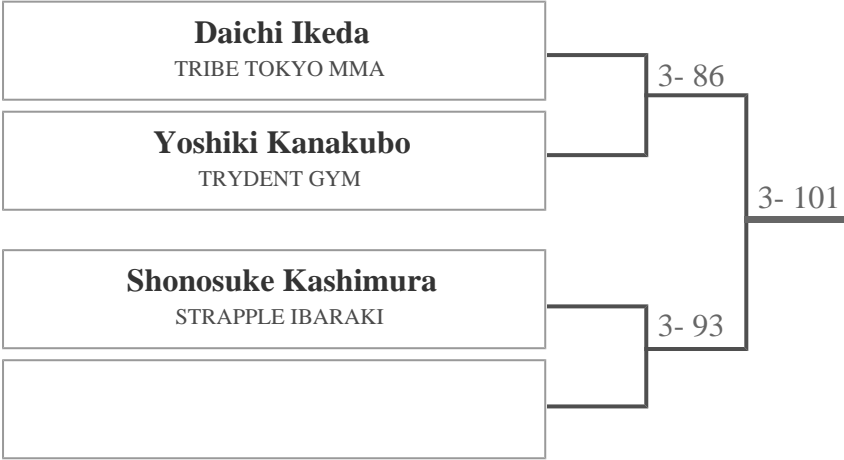 Daichi Ikeda
TRIBE TOKYO MMA
3- 86
Yoshiki Kanakubo
TRYDENT GYM
3- 101
Shonosuke Kashimura
STRAPPLE IBARAKI
3- 93